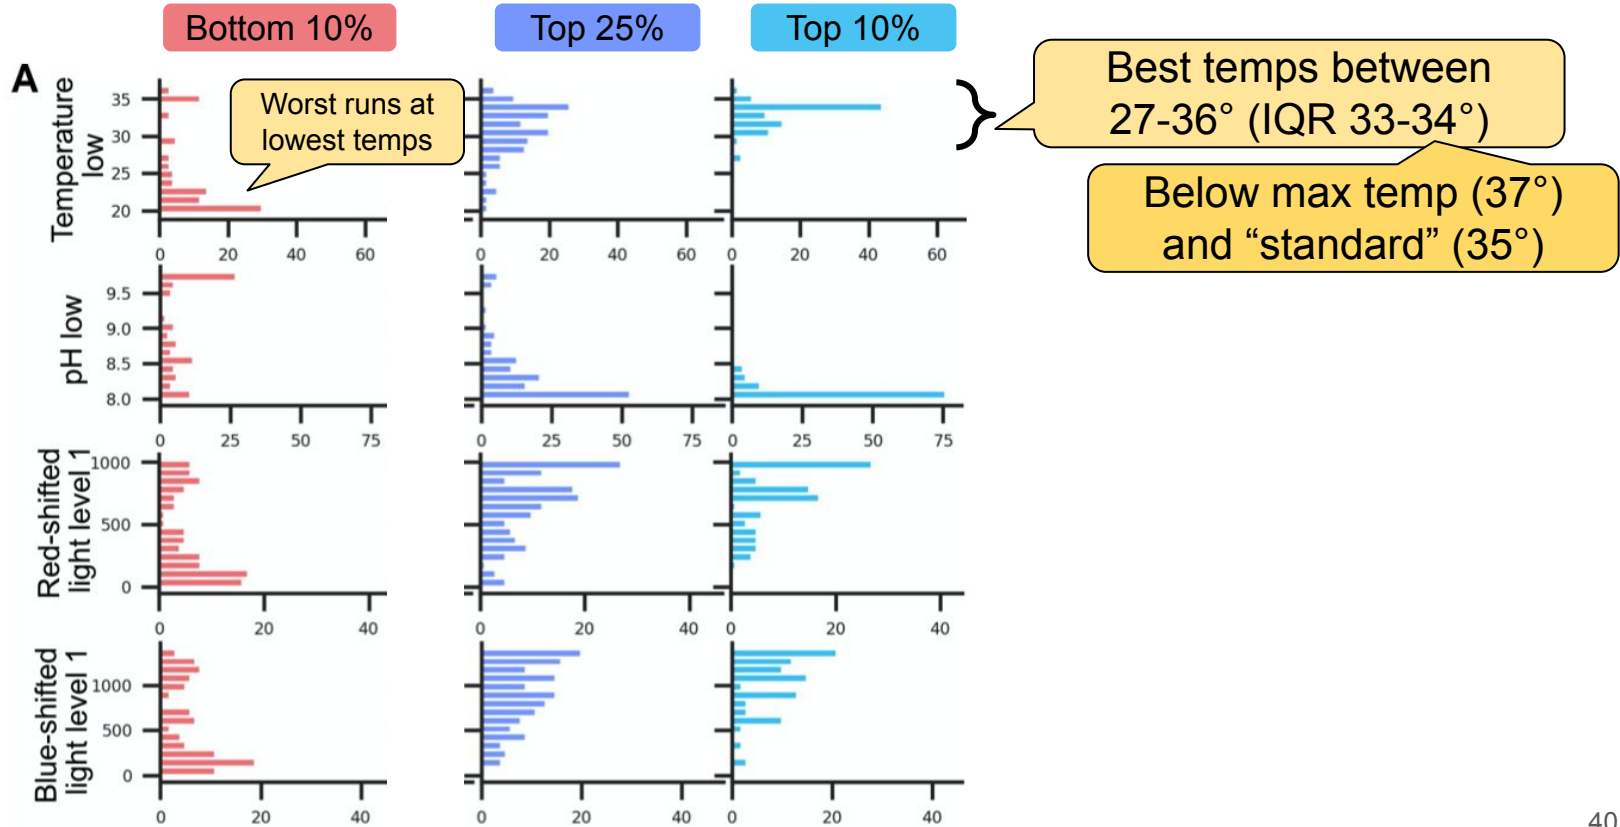 Bottom 10%
Top 25%
Top 10%
A
Temperature
low
35
30
25
20
0 20 40 60
0 20 40 60
0 20 40 60
Worst runs at
lowest temps
Best temps between
27-36° (IQR 33-34°)
Below max temp (37°)
and “standard” (35°)
pH low
9.5
9.0
8.5
8.0
0 25 50 75
0 25 50 75
0 25 50 75
Red-shifted
light level 1
1000
500
0
0 20 40
0 20 40
0 20 40
Blue-shifted
light level 1
1000
500
0
0 20 40
0 20 40
0 20 40
40